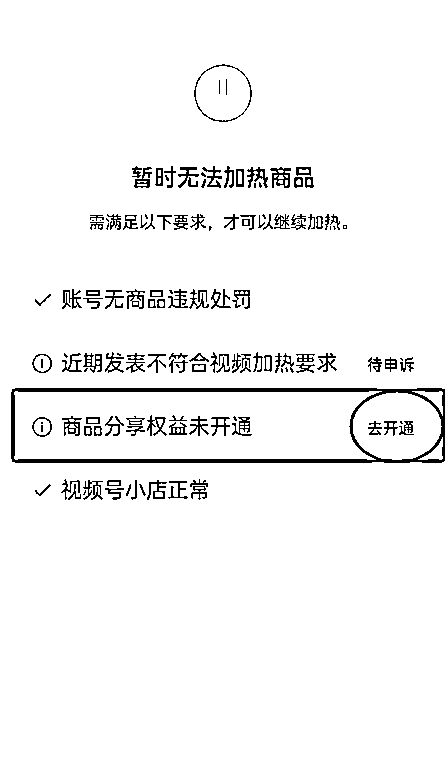 暂时无法加热商品
需满足以下要求，才可以继续加热。
账号无商品违规处罚
近期发表不符合视频加热要求 待申诉
商品分享权益未开通 去开通
视频号小店正常